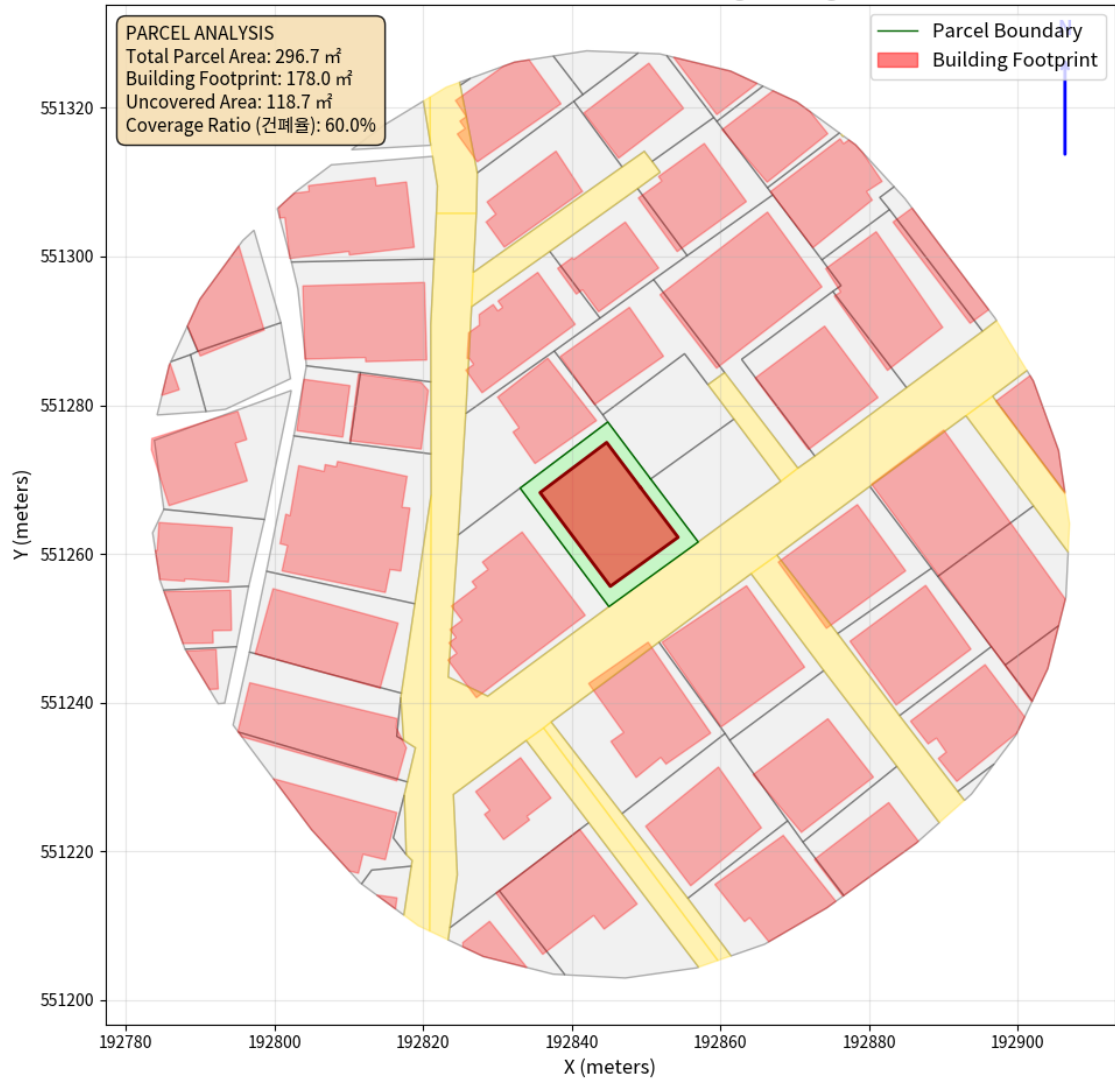 PARCEL ANALYSIS
Total Parcel Area: 296.7 ㎡
Building Footprint: 178.0 ㎡
Uncovered Area: 118.7 ㎡
Coverage Ratio (건폐율): 60.0%
Parcel Boundary
Building Footprint
N
551320
551300
551280
551260
551240
551220
551200
Y (meters)
192780
192800
192820
192840
192860
192880
192900
X (meters)